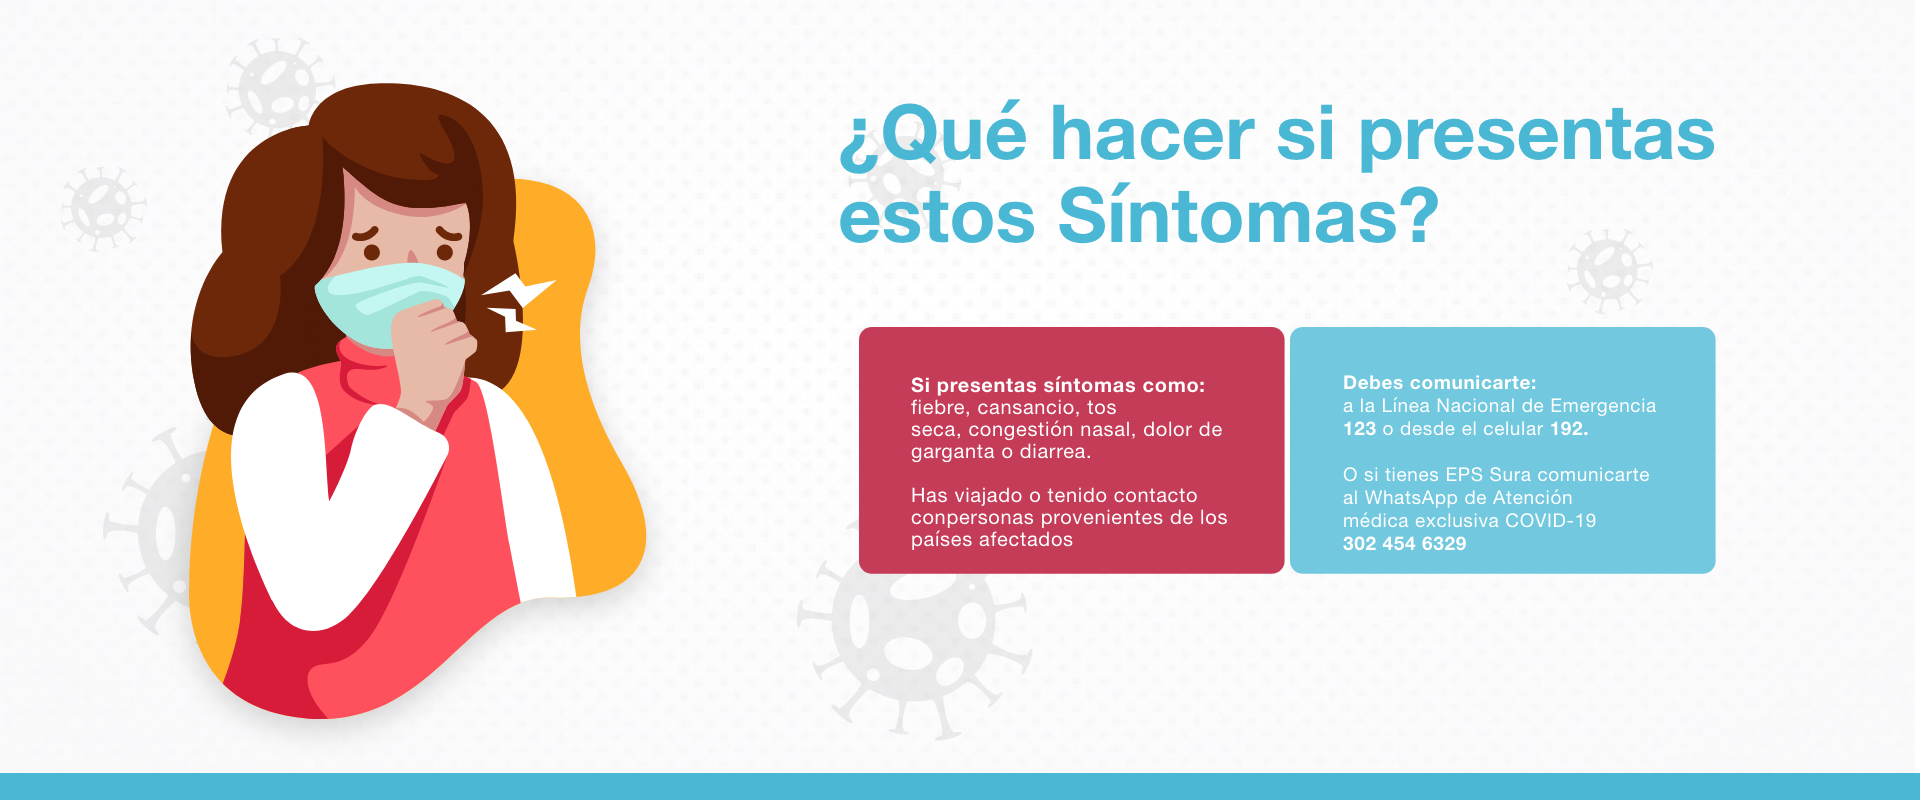 ¿Qué hacer si presentas
estos Síntomas?
Si presentas síntomas como:
fiebre, cansancio, tos
seca, congestión nasal, dolor de
garganta o diarrea.
Has viajado o tenido contacto
conpersonas provenientes de los
países afectados
Debes comunicarte:
a la Línea Nacional de Emergencia
123 o desde el celular 192.
O si tienes EPS Sura comunicarte
al WhatsApp de Atención
médica exclusiva COVID-19
302 454 6329